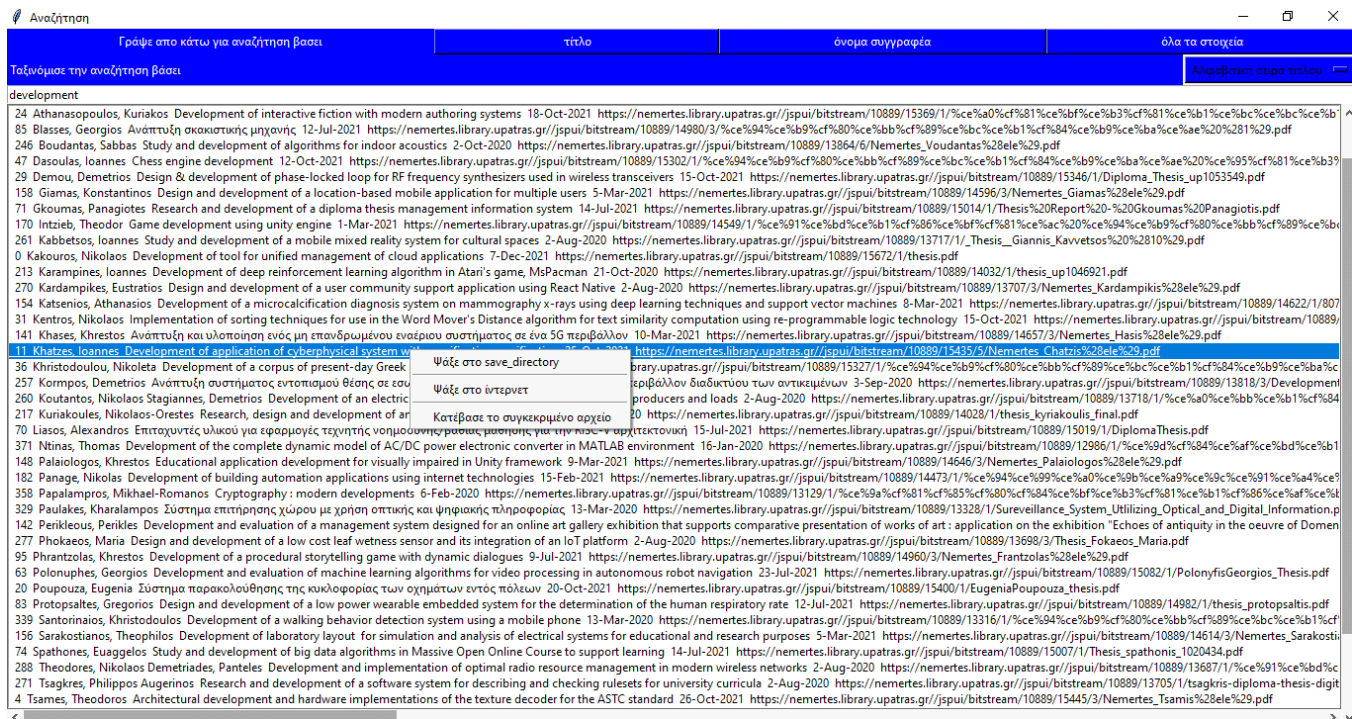 Αναζήτηση
Γράψε απο κάτω για αναζήτηση βασει τίτλο όνομα συγγραφέα όλα τα στοιχεία
Ταξινόμισε την αναζήτηση βάσει Αλφαβητική σειρά τίτλου
development
24 Athanasopoulos, Kuriakos Development of interactive fiction with modern authoring systems 18-Oct-2021 https://nemertes.library.upatras.gr//jspui/bitstream/10889/15369/1/%ce%a0%cf%81%ce%bf%ce%b3%cf%81%ce%b1%ce%bc%ce%bc%ce%b
85 Blasses, Georgios Ανάπτυξη σκακιστικής μηχανής 12-Jul-2021 https://nemertes.library.upatras.gr//jspui/bitstream/10889/14980/3/%ce%94%ce%b9%cf%80%ce%bb%cf%89%ce%bc%ce%b1%cf%84%ce%b9%ce%ba%ce%ae%20%281%29.pdf
246 Boudantas, Sabbas Study and development of algorithms for indoor acoustics 2-Oct-2020 https://nemertes.library.upatras.gr//jspui/bitstream/10889/13864/6/Nemertes_Voudantas%28ele%29.pdf
47 Dasoulas, Ioannes Chess engine development 12-Oct-2021 https://nemertes.library.upatras.gr//jspui/bitstream/10889/15302/1/%ce%94%ce%b9%cf%80%ce%bb%cf%89%ce%bc%ce%b1%cf%84%ce%b9%ce%ba%ce%ae%20%ce%95%cf%81%ce%b3%
29 Demou, Demetrios Design & development of phase-locked loop for RF frequency synthesizers used in wireless transceivers 15-Oct-2021 https://nemertes.library.upatras.gr//jspui/bitstream/10889/15346/1/Diploma_Thesis_up1053549.pdf
158 Giamas, Konstantinos Design and development of a location-based mobile application for multiple users 5-Mar-2021 https://nemertes.library.upatras.gr//jspui/bitstream/10889/14596/3/Nemertes_Giamas%28ele%29.pdf
71 Gkoumas, Panagiotes Research and development of a diploma thesis management information system 14-Jul-2021 https://nemertes.library.upatras.gr//jspui/bitstream/10889/15014/1/Thesis%20Report%20-%20Gkoumas%20Panagiotis.pdf
170 Intzieb, Theodor Game development using unity engine 1-Mar-2021 https://nemertes.library.upatras.gr//jspui/bitstream/10889/14549/1/%ce%91%ce%bd%ce%b1%cf%86%ce%bf%cf%81%ce%ac%20%ce%94%ce%b9%cf%80%ce%bb%cf%89%ce%bc
261 Kabbetsos, Ioannes Study and development of a mobile mixed reality system for cultural spaces 2-Aug-2020 https://nemertes.library.upatras.gr//jspui/bitstream/10889/13717/1/_Thesis__Giannis_Kavvetsos%20%2810%29.pdf
0 Kakouros, Nikolaos Development of tool for unified management of cloud applications 7-Dec-2021 https://nemertes.library.upatras.gr//jspui/bitstream/10889/15672/1/thesis.pdf
213 Karampines, Ioannes Development of deep reinforcement learning algorithm in Atari's game, MsPacman 21-Oct-2020 https://nemertes.library.upatras.gr//jspui/bitstream/10889/14032/1/thesis_up1046921.pdf
270 Kardampikes, Eustratios Design and development of a user community support application using React Native 2-Aug-2020 https://nemertes.library.upatras.gr//jspui/bitstream/10889/13707/3/Nemertes_Kardampikis%28ele%29.pdf
154 Katsenios, Athanasios Development of a microcalcification diagnosis system on mammography x-rays using deep learning techniques and support vector machines 8-Mar-2021 https://nemertes.library.upatras.gr//jspui/bitstream/10889/14622/1/807
31 Kentros, Nikolaos Implementation of sorting techniques for use in the Word Mover's Distance algorithm for text similarity computation using re-programmable logic technology 15-Oct-2021 https://nemertes.library.upatras.gr//jspui/bitstream/10889/
141 Khases, Khrestos Ανάπτυξη και υλοποίηση ενός μη επανδρωμένου εναέριου συστήματος σε ένα 5G περιβάλλον 10-Mar-2021 https://nemertes.library.upatras.gr//jspui/bitstream/10889/14657/3/Nemertes_Hasis%28ele%29.pdf
11 Khatzes, Ioannes Development of application of cyberphysical system https://nemertes.library.upatras.gr//jspui/bitstream/10889/15435/5/Nemertes_Chatzis%28ele%29.pdf
Ψάξε στο save_directory
36 Khristodoulou, Nikoleta Development of a corpus of present-day Greek brary.upatras.gr//jspui/bitstream/10889/15327/1/%ce%94%ce%b9%cf%80%ce%bb%cf%89%ce%bc%ce%b1%cf%84%ce%b9%ce%ba%ce
257 Kormpos, Demetrios Ανάπτυξη συστήματος εντοπισμού θέσης σε εσω εριβάλλον διαδικτύου των αντικειμένων 3-Sep-2020 https://nemertes.library.upatras.gr//jspui/bitstream/10889/13818/3/Development
Ψάξε στο ίντερνετ
260 Koutantos, Nikolaos Stagiannes, Demetrios Development of an electric roducers and loads 2-Aug-2020 https://nemertes.library.upatras.gr//jspui/bitstream/10889/13718/1/%ce%a0%ce%bb%ce%b1%cf%84
217 Kuriakoules, Nikolaos-Orestes Research, design and development of an 20 https://nemertes.library.upatras.gr//jspui/bitstream/10889/14028/1/thesis_kyriakoulis_final.pdf
Κατέβασε το συγκεκριμένο αρχείο
70 Liasos, Alexandros Επιταχυντές υλικού για εφαρμογές τεχνητής νοημοσύνης/βαθιάς μάθησης για την RISC-V αρχιτεκτονική 15-Jul-2021 https://nemertes.library.upatras.gr//jspui/bitstream/10889/15019/1/DiplomaThesis.pdf
371 Ntinas, Thomas Development of the complete dynamic model of AC/DC power electronic converter in MATLAB environment 16-Jan-2020 https://nemertes.library.upatras.gr//jspui/bitstream/10889/12986/1/%ce%9d%cf%84%ce%af%ce%bd%ce%b1
148 Palaiologos, Khrestos Educational application development for visually impaired in Unity framework 9-Mar-2021 https://nemertes.library.upatras.gr//jspui/bitstream/10889/14646/3/Nemertes_Palaiologos%28ele%29.pdf
182 Panage, Nikolas Development of building automation applications using internet technologies 15-Feb-2021 https://nemertes.library.upatras.gr//jspui/bitstream/10889/14473/1/%ce%94%ce%99%ce%a0%ce%9b%ce%a9%ce%9c%ce%91%ce%a4%ce%
358 Papalampros, Mikhael-Romanos Cryptography : modern developments 6-Feb-2020 https://nemertes.library.upatras.gr//jspui/bitstream/10889/13129/1/%ce%9a%cf%81%cf%85%cf%80%cf%84%ce%bf%ce%b3%cf%81%ce%b1%cf%86%ce%af%ce%b
329 Paulakes, Kharalampos Σύστημα επιτήρησης χώρου με χρήση οπτικής και ψηφιακής πληροφορίας 13-Mar-2020 https://nemertes.library.upatras.gr//jspui/bitstream/10889/13328/1/Sureveillance_System_Utlilizing_Optical_and_Digital_Information.p
142 Perikleous, Perikles Development and evaluation of a management system designed for an online art gallery exhibition that supports comparative presentation of works of art : application on the exhibition "Echoes of antiquity in the oeuvre of Domen
277 Phokaeos, Maria Design and development of a low cost leaf wetness sensor and its integration of an IoT platform 2-Aug-2020 https://nemertes.library.upatras.gr//jspui/bitstream/10889/13698/3/Thesis_Fokaeos_Maria.pdf
95 Phrantzolas, Khrestos Development of a procedural storytelling game with dynamic dialogues 9-Jul-2021 https://nemertes.library.upatras.gr//jspui/bitstream/10889/14960/3/Nemertes_Frantzolas%28ele%29.pdf
63 Polonuphes, Georgios Development and evaluation of machine learning algorithms for video processing in autonomous robot navigation 23-Jul-2021 https://nemertes.library.upatras.gr//jspui/bitstream/10889/15082/1/PolonyfisGeorgios_Thesis.pdf
20 Poupouza, Eugenia Σύστημα παρακολούθησης της κυκλοφορίας των οχημάτων εντός πόλεων 20-Oct-2021 https://nemertes.library.upatras.gr//jspui/bitstream/10889/15400/1/EugeniaPoupouza_thesis.pdf
83 Protopsaltes, Gregorios Design and development of a low power wearable embedded system for the determination of the human respiratory rate 12-Jul-2021 https://nemertes.library.upatras.gr//jspui/bitstream/10889/14982/1/thesis_protopsaltis.pdf
339 Santorinaios, Khristodoulos Development of a walking behavior detection system using a mobile phone 13-Mar-2020 https://nemertes.library.upatras.gr//jspui/bitstream/10889/13316/1/%ce%94%ce%b9%cf%80%ce%bb%cf%89%ce%bc%ce%b1%cf
156 Sarakostianos, Theophilos Development of laboratory layout for simulation and analysis of electrical systems for educational and research purposes 5-Mar-2021 https://nemertes.library.upatras.gr//jspui/bitstream/10889/14614/3/Nemertes_Sarakosti
74 Spathones, Euaggelos Study and development of big data algorithms in Massive Open Online Course to support learning 14-Jul-2021 https://nemertes.library.upatras.gr//jspui/bitstream/10889/15007/1/Thesis_spathonis_1020434.pdf
288 Theodores, Nikolaos Demetriades, Panteles Development and implementation of optimal radio resource management in modern wireless networks 2-Aug-2020 https://nemertes.library.upatras.gr//jspui/bitstream/10889/13687/1/%ce%91%ce%bd%c
271 Tsagkres, Philippos Augerinos Research and development of a software system for describing and checking rulesets for university curricula 2-Aug-2020 https://nemertes.library.upatras.gr//jspui/bitstream/10889/13705/1/tsagkris-diploma-thesis-digit
4 Tsames, Theodoros Architectural development and hardware implementations of the texture decoder for the ASTC standard 26-Oct-2021 https://nemertes.library.upatras.gr//jspui/bitstream/10889/15445/3/Nemertes_Tsamis%28ele%29.pdf